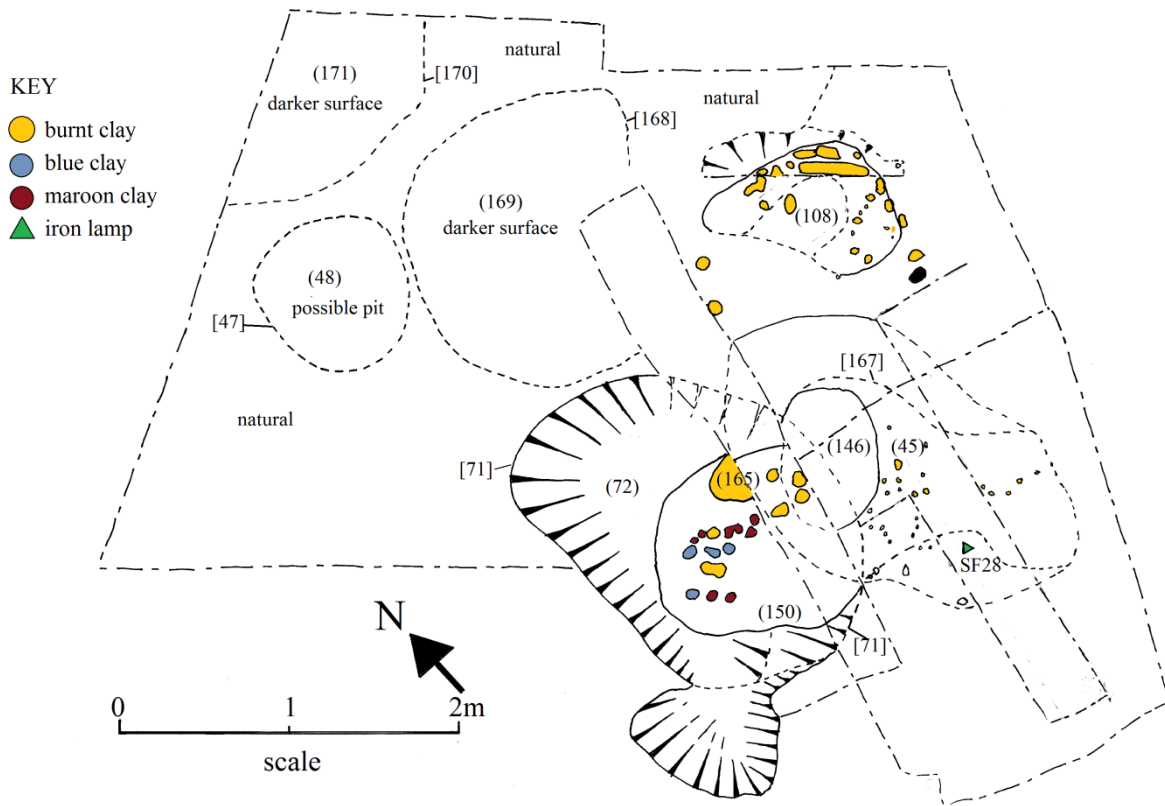 KEY
burnt clay
blue clay
maroon clay
iron lamp
(171)
darker surface
[170]
natural
natural
[168]
(169)
darker surface
(108)
(48)
possible pit
[47]
natural
[167]
[71]
(72)
(165)
(146)
(45)
SF28
(150)
[71]
N
0 1 2m
scale